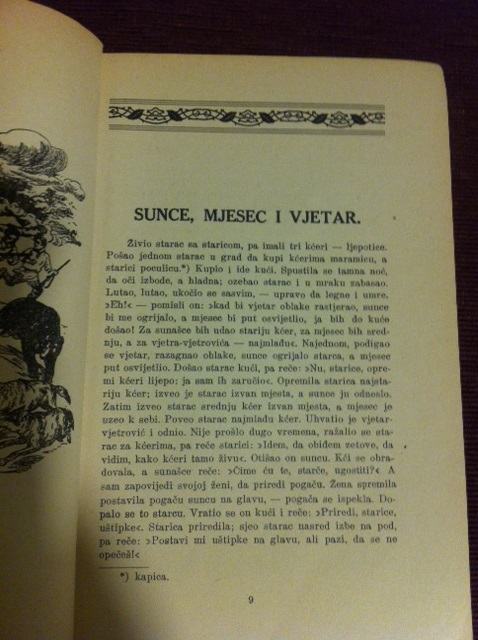 SUNCE, MJESEC I VJETAR.
Živio starac sa staricom, pa imali tri kćeri — ljepotice.
Pošao jednom starac u grad da kupi kćerima maramicu, a
starici poculicu.*) Kupio i ide kući. Spustila se tamna noć,
da oči izbode, a hladna; ozebao starac i u mraku zabasao.
Lutao, lutao, ukočio se sasvim, — upravo da legne i umre.
»Eh!« — pomisli on: »kad bi vjetar oblake rastjerao, sunce
bi me ogrijalo, a mjesec bi put osvijetlio, ja bih do kuće
došao! Za sunašce bih udao stariju kćer, za mjesec bih sred-
nju, a za vjetra-vjetrovića — najmlađu«. Najednom, podigao
se vjetar, razagnao oblake, sunce ogrijalo starca, a mjesec
put osvijetlio. Došao starac kući, pa reče: »Nu, starice, opre-
mi kćeri lijepo: ja sam ih zaručio«. Opremila starica najsta-
riju kćer; izveo je starac izvan mjesta, a sunce ju odneslo.
Zatim izveo starac srednju kćer izvan mjesta, a mjesec je
uzeo k sebi. Poveo starac najmlađu kćer. Uhvatio je vjetar-
vjetrović i odnio. Nije prošlo dugo vremena, ražalio se sta-
rac za kćerima, pa reče starici: »Idem, da obiđem zetove, da
vidim, kako kćeri tamo živu«. Otišao on suncu. Kći se obra-
dovala, a sunašce reče: »Čime ću te, starče, ugostiti?« A
sam zapovijedi svojoj ženi, da priredi pogaču. Žena spremila
postavila pogaču suncu na glavu, — pogača se ispekla. Do-
palo se to starcu. Vratio se on kući i reče: »Priredi, starice,
uštipke«. Starica priredila; sjeo starac nasred izbe na pod,
pa reče: »Postavi mi uštipke na glavu, ali pazi, da se ne
opečeš!«
*) kapica.
9